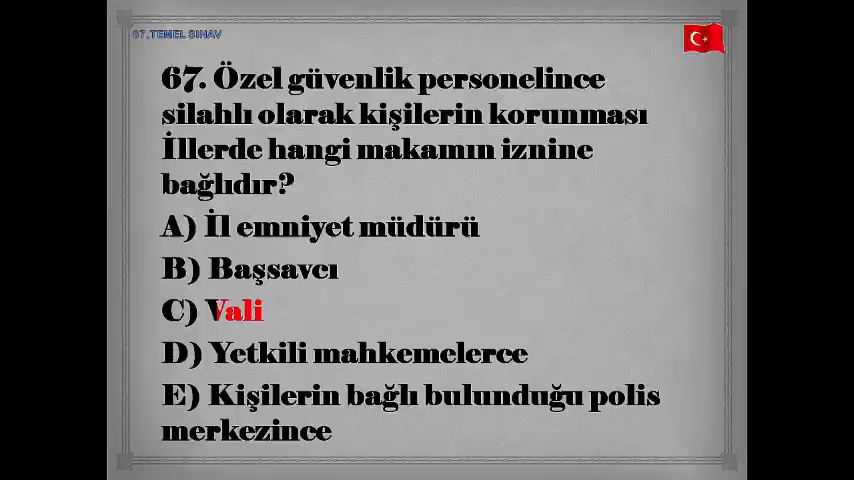 67.TEMEL SINAV
67. Özel güvenlik personelince
silahlı olarak kişilerin korunması
İllerde hangi makamın iznine
bağlıdır?
A) İl emniyet müdürü
B) Başsavcı
C) Vali
D) Yetkili mahkemelerce
E) Kişilerin bağlı bulunduğu polis
merkezince